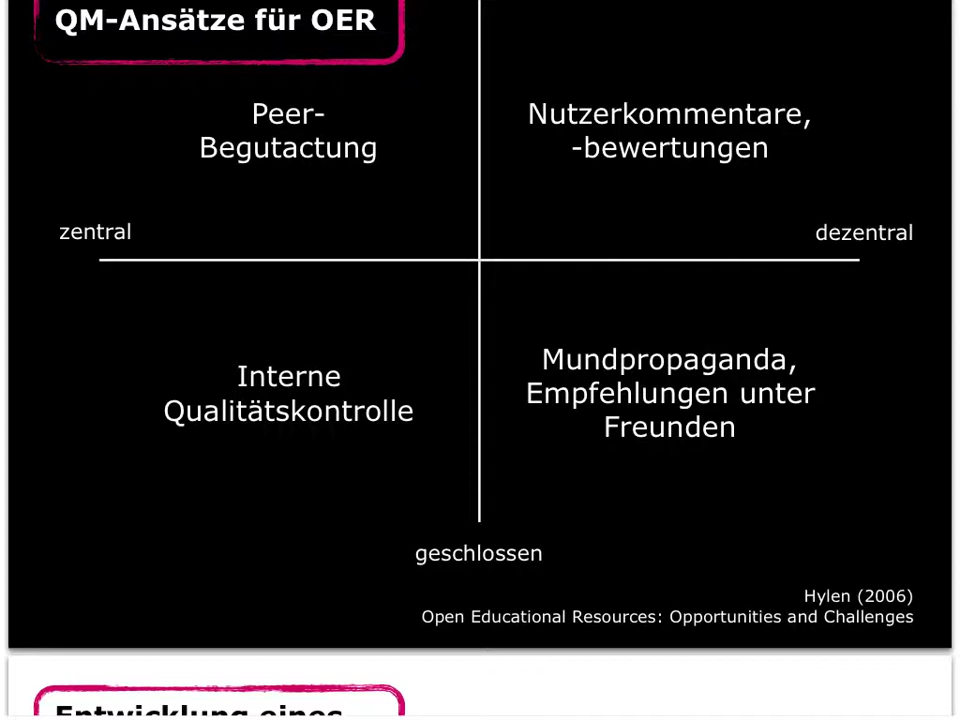 QM-Ansätze für OER
Peer-
Begutactung
Nutzerkommentare,
-bewertungen
zentral
dezentral
Interne
Qualitätskontrolle
Mundpropaganda,
Empfehlungen unter
Freunden
geschlossen
Hylen (2006)
Open Educational Resources: Opportunities and Challenges
Entwicklung eines